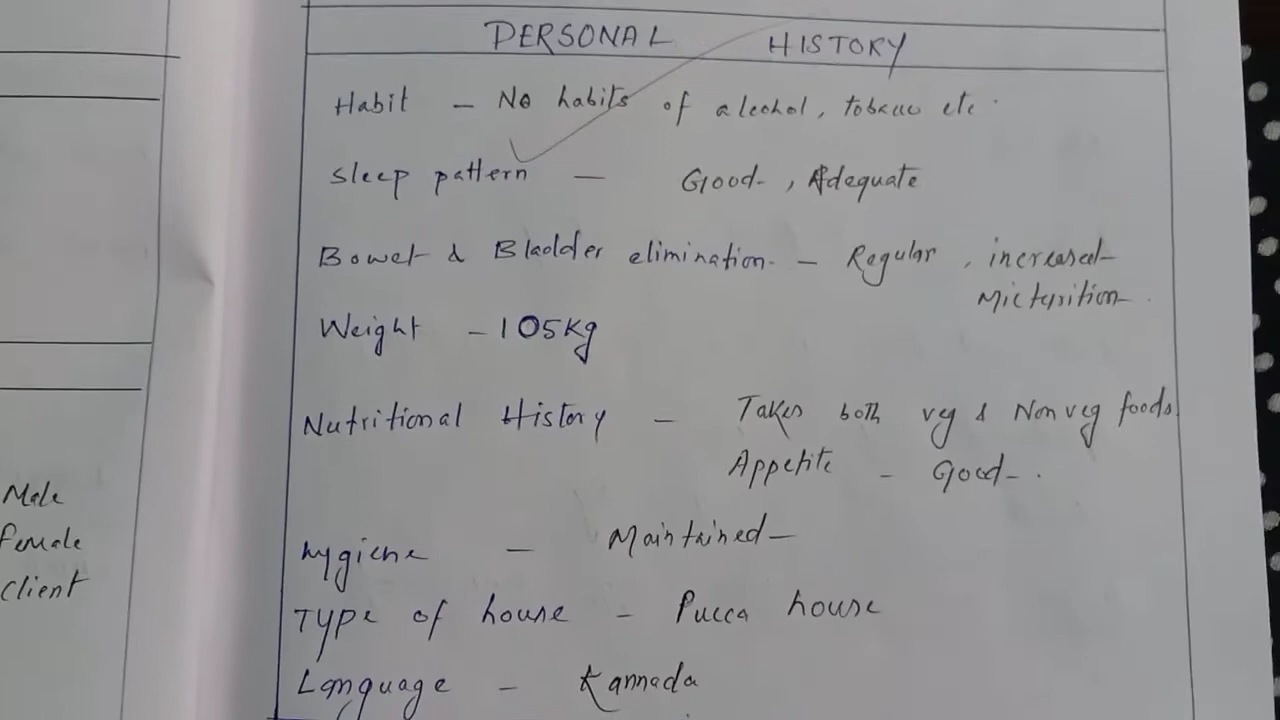 PERSONAL HISTORY
Habit - No habits of alcohol, tobacco etc.
Sleep pattern - Good, Adequate
Bowel & Bladder elimination - Regular, increased
Micturition.
Weight - 105Kg
Nutritional History - Takes both veg & Non veg foods
Appetite - Good.
hygiene - Maintained
Type of house - Pucca house
Language - Kannada
Male
Female
Client